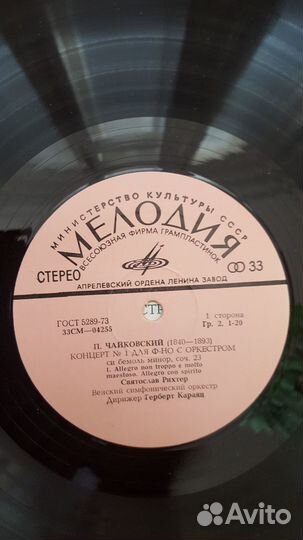 МИНИСТЕРСТВО КУЛЬТУРЫ СССР
МЕЛОДИЯ
ВСЕСОЮЗНАЯ ФИРМА ГРАМПЛАСТИНОК
СТЕРЕО
33
АПРЕЛЕВСКИЙ ОРДЕНА ЛЕНИНА ЗАВОД
ГОСТ 5289-73
33СМ—04255
1 сторона
Гр. 2. 1-20
П. ЧАЙКОВСКИЙ (1840—1893)
КОНЦЕРТ № 1 ДЛЯ Ф-НО С ОРКЕСТРОМ
си бемоль минор, соч. 23
1. Allegro non troppo e molto
maestoso. Allegro con spirito
Святослав Рихтер
Венский симфонический оркестр
Дирижер Герберт Караян
Avito